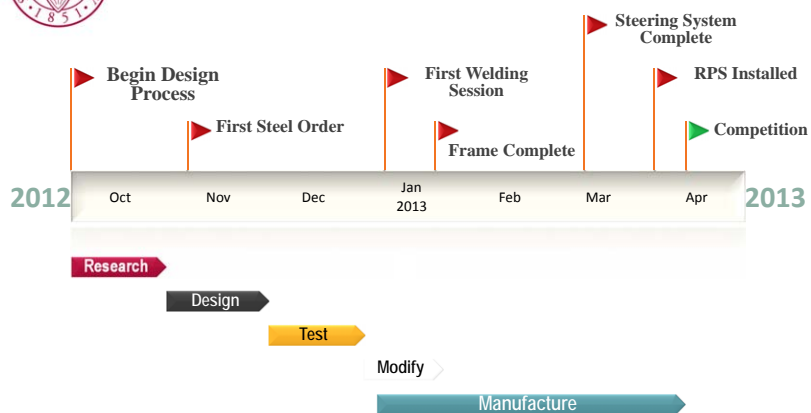 ·1851·
Steering System
Complete
Begin Design
Process
First Welding
Session
RPS Installed
First Steel Order
Frame Complete
Competition
2012
Oct
Nov
Dec
Jan
2013
Feb
Mar
Apr
2013
Research
Design
Test
Modify
Manufacture